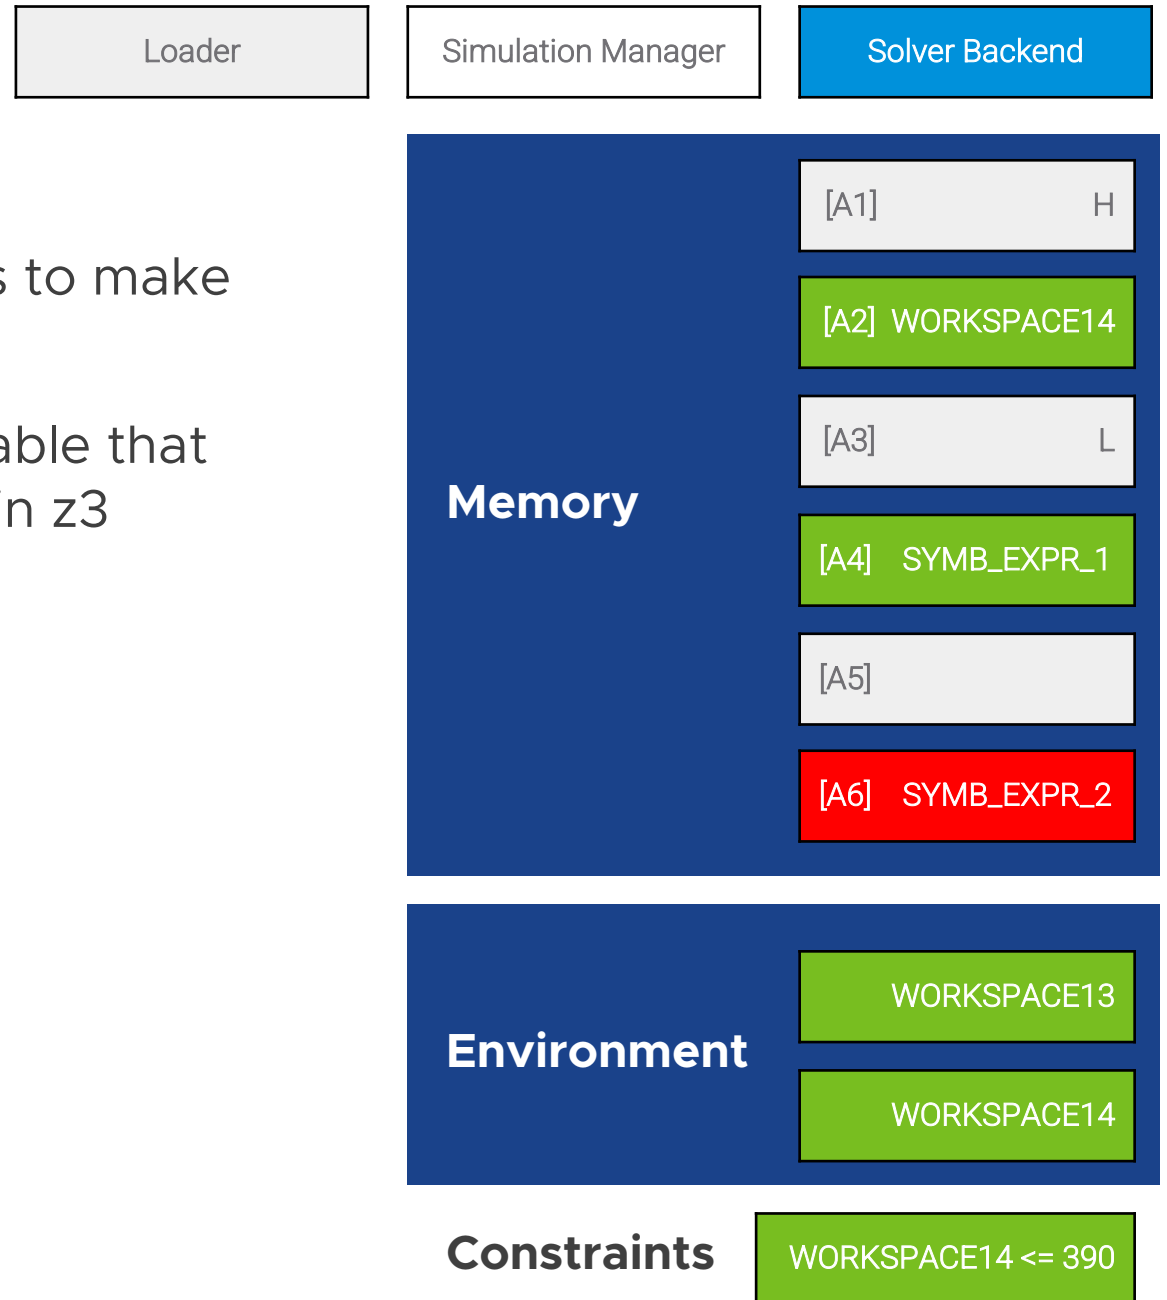 Loader
Simulation Manager
Solver Backend
s to make
able that
in z3
Memory
[A1] H
[A2] WORKSPACE14
[A3] L
[A4] SYMB_EXPR_1
[A5]
[A6] SYMB_EXPR_2
Environment
WORKSPACE13
WORKSPACE14
Constraints
WORKSPACE14 <= 390